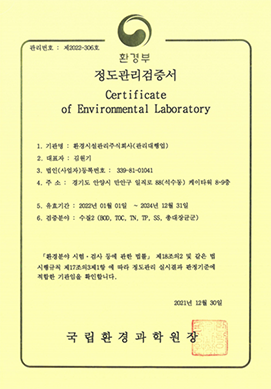 관리번호 : 제2022-306호
환경부
정도관리검증서
Certificate
of Environmental Laboratory
1. 기관명 : 환경시설관리주식회사(관리대행업)
2. 대표자 : 김현기
3. 법인(사업자)등록번호 : 339-81-01041
4. 주 소 : 경기도 안양시 만안구 일직로 88(석수동) 케이타워 8-9층
5. 유효기간 : 2022년 01월 01일 ~ 2024년 12월 31일
6. 검증분야 : 수질2 (BOD, TOC, TN, TP, SS, 총대장균군)
「환경분야 시험·검사 등에 관한 법률」 제18조의2 및 같은 법
시행규칙 제17조의3제1항 에 따라 정도관리 실시결과 판정기준에
적합한 기관임을 확인합니다.
2021년 12월 30일
국립환경과학원장